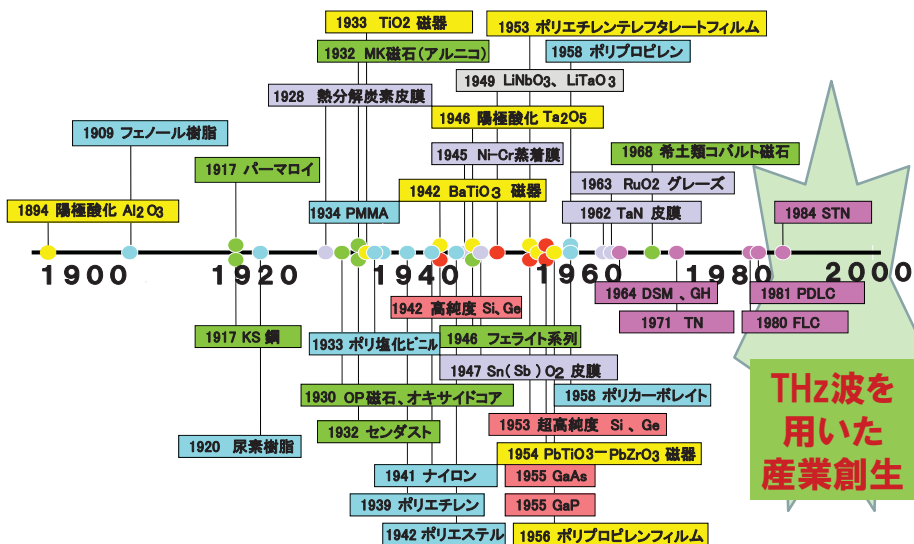 1933 TiO2 磁器
1953 ポリエチレンテレフタレートフィルム
1932 MK磁石(アルニコ)
1958 ポリプロピレン
1949 LiNbO3、LiTaO3
1928 熱分解炭素皮膜
1946 陽極酸化 Ta2O5
1909 フェノール樹脂
1945 Ni-Cr蒸着膜
1968 希土類コバルト磁石
1917 パーマロイ
1942 BaTiO3 磁器
1963 RuO2 グレーズ
1894 陽極酸化 Al2O3
1934 PMMA
1962 TaN 皮膜
1984 STN
1900 1920 1940 1960 1980 2000
1964 DSM 、GH
1981 PDLC
1942 高純度 Si、Ge
1971 TN
1980 FLC
1917 KS 鋼
1933 ポリ塩化ビニル
1946 フェライト系列
1947 Sn(Sb)O2 皮膜
1930 OP磁石、オキサイドコア
1958 ポリカーボレイト
THz波を
用いた
産業創生
1932 センダスト
1953 超高純度 Si、Ge
1920 尿素樹脂
1954 PbTiO3ーPbZrO3 磁器
1941 ナイロン
1955 GaAs
1939 ポリエチレン
1955 GaP
1942 ポリエステル
1956 ポリプロピレンフィルム